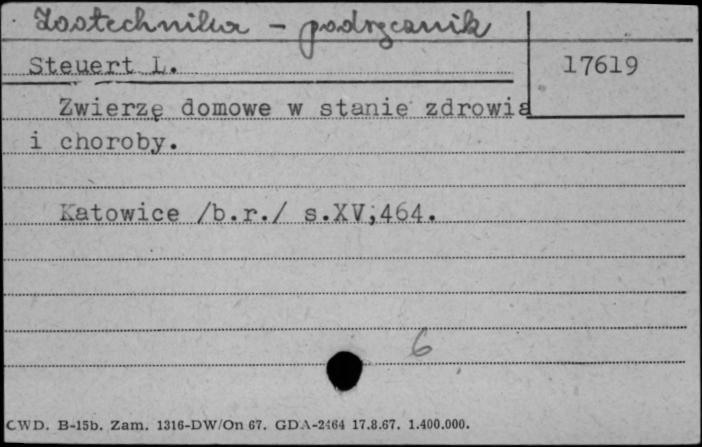 Zootechnika - podręcznik
Steuert L.
17619
Zwierzę domowe w stanie zdrowia
i choroby.
Katowice /b.r./ s.XV;464.
6
CWD. B-15b. Zam. 1316-DW/On 67. GDA-2464 17.8.67. 1.400.000.